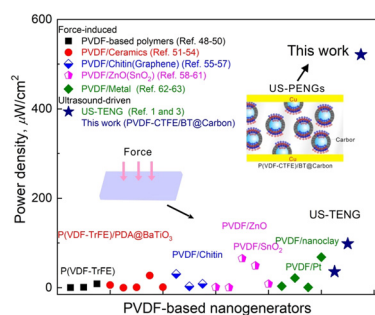 Power density, μW/cm²
600
400
200
0
Force-induced
PVDF-based polymers (Ref. 48-50)
PVDF/Ceramics (Ref. 51-54)
PVDF/Chitin(Graphene) (Ref. 55-57)
PVDF/ZnO(SnO₂) (Ref. 58-61)
PVDF/Metal (Ref. 62-63)
Ultrasound-driven
US-TENG (Ref. 1 and 3)
This work (PVDF-CTFE/BT@Carbon)
This work
US-PENGs
Cu
Carbor
Cu
P(VDF-CTFE)/BT@Carbon
Force
US-TENG
P(VDF-TrFE)/PDA@BaTiO₃
PVDF/ZnO
PVDF/SnO₂
PVDF/nanoclay
P(VDF-TrFE)
PVDF/Chitin
PVDF/Pt
PVDF-based nanogenerators